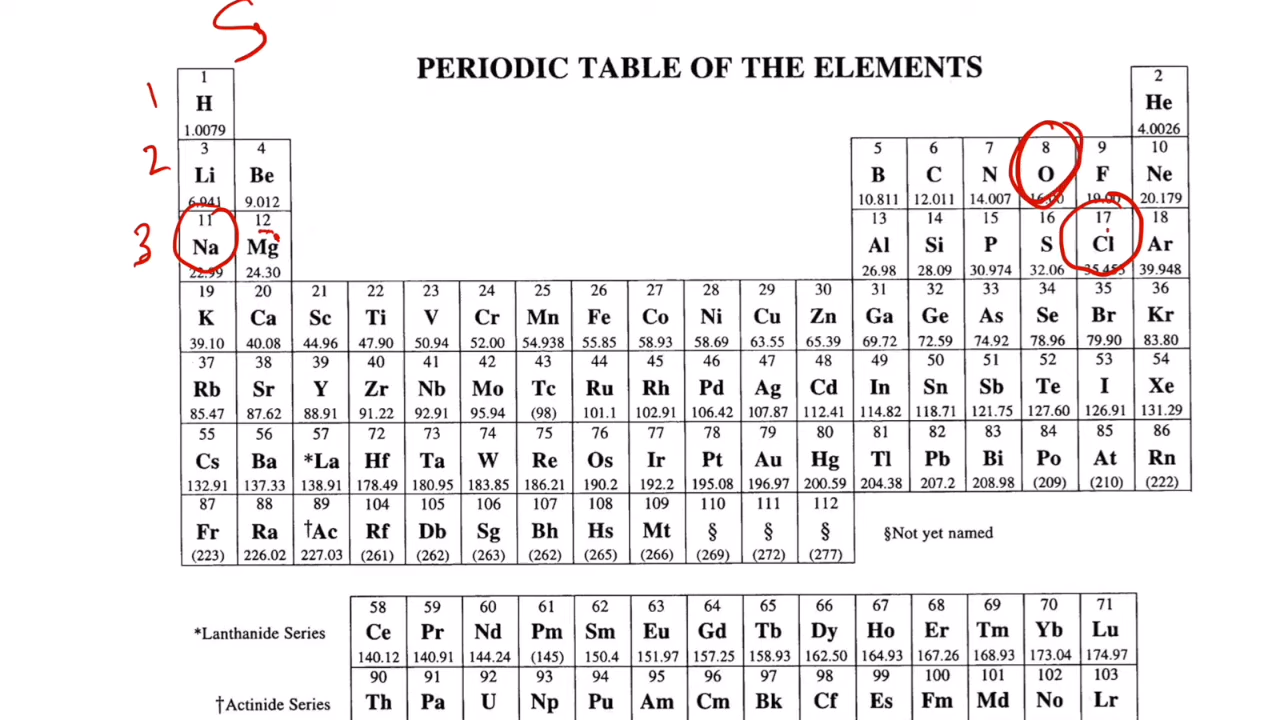 S
PERIODIC TABLE OF THE ELEMENTS
1 2
1 H He
1.0079 4.0026
3 4 5 6 7 8 9 10
2 Li Be B C N O F Ne
6.941 9.012 10.811 12.011 14.007 16.00 19.00 20.179
11 12 13 14 15 16 17 18
3 Na Mg Al Si P S Cl Ar
22.99 24.30 26.98 28.09 30.974 32.06 35.453 39.948
19 20 21 22 23 24 25 26 27 28 29 30 31 32 33 34 35 36
K Ca Sc Ti V Cr Mn Fe Co Ni Cu Zn Ga Ge As Se Br Kr
39.10 40.08 44.96 47.90 50.94 52.00 54.938 55.85 58.93 58.69 63.55 65.39 69.72 72.59 74.92 78.96 79.90 83.80
37 38 39 40 41 42 43 44 45 46 47 48 49 50 51 52 53 54
Rb Sr Y Zr Nb Mo Tc Ru Rh Pd Ag Cd In Sn Sb Te I Xe
85.47 87.62 88.91 91.22 92.91 95.94 (98) 101.1 102.91 106.42 107.87 112.41 114.82 118.71 121.75 127.60 126.91 131.29
55 56 57 72 73 74 75 76 77 78 79 80 81 82 83 84 85 86
Cs Ba *La Hf Ta W Re Os Ir Pt Au Hg Tl Pb Bi Po At Rn
132.91 137.33 138.91 178.49 180.95 183.85 186.21 190.2 192.2 195.08 196.97 200.59 204.38 207.2 208.98 (209) (210) (222)
87 88 89 104 105 106 107 108 109 110 111 112
Fr Ra †Ac Rf Db Sg Bh Hs Mt § § § §Not yet named
(223) 226.02 227.03 (261) (262) (263) (262) (265) (266) (269) (272) (277)
58 59 60 61 62 63 64 65 66 67 68 69 70 71
*Lanthanide Series Ce Pr Nd Pm Sm Eu Gd Tb Dy Ho Er Tm Yb Lu
140.12 140.91 144.24 (145) 150.4 151.97 157.25 158.93 162.50 164.93 167.26 168.93 173.04 174.97
90 91 92 93 94 95 96 97 98 99 100 101 102 103
†Actinide Series Th Pa U Np Pu Am Cm Bk Cf Es Fm Md No Lr